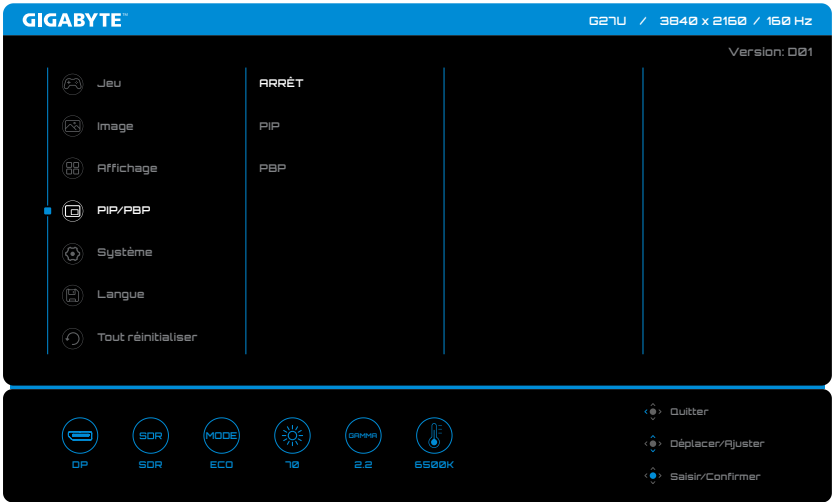 GIGABYTE™
G27U / 3840 x 2160 / 160 Hz
Version: D01
Jeu
Image
Affichage
PIP/PBP
Système
Langue
Tout réinitialiser
ARRÊT
PIP
PBP
SDR
MODE
GAMMA
DP
SDR
ECO
70
2.2
6500K
Quitter
Déplacer/Ajuster
Saisir/Confirmer